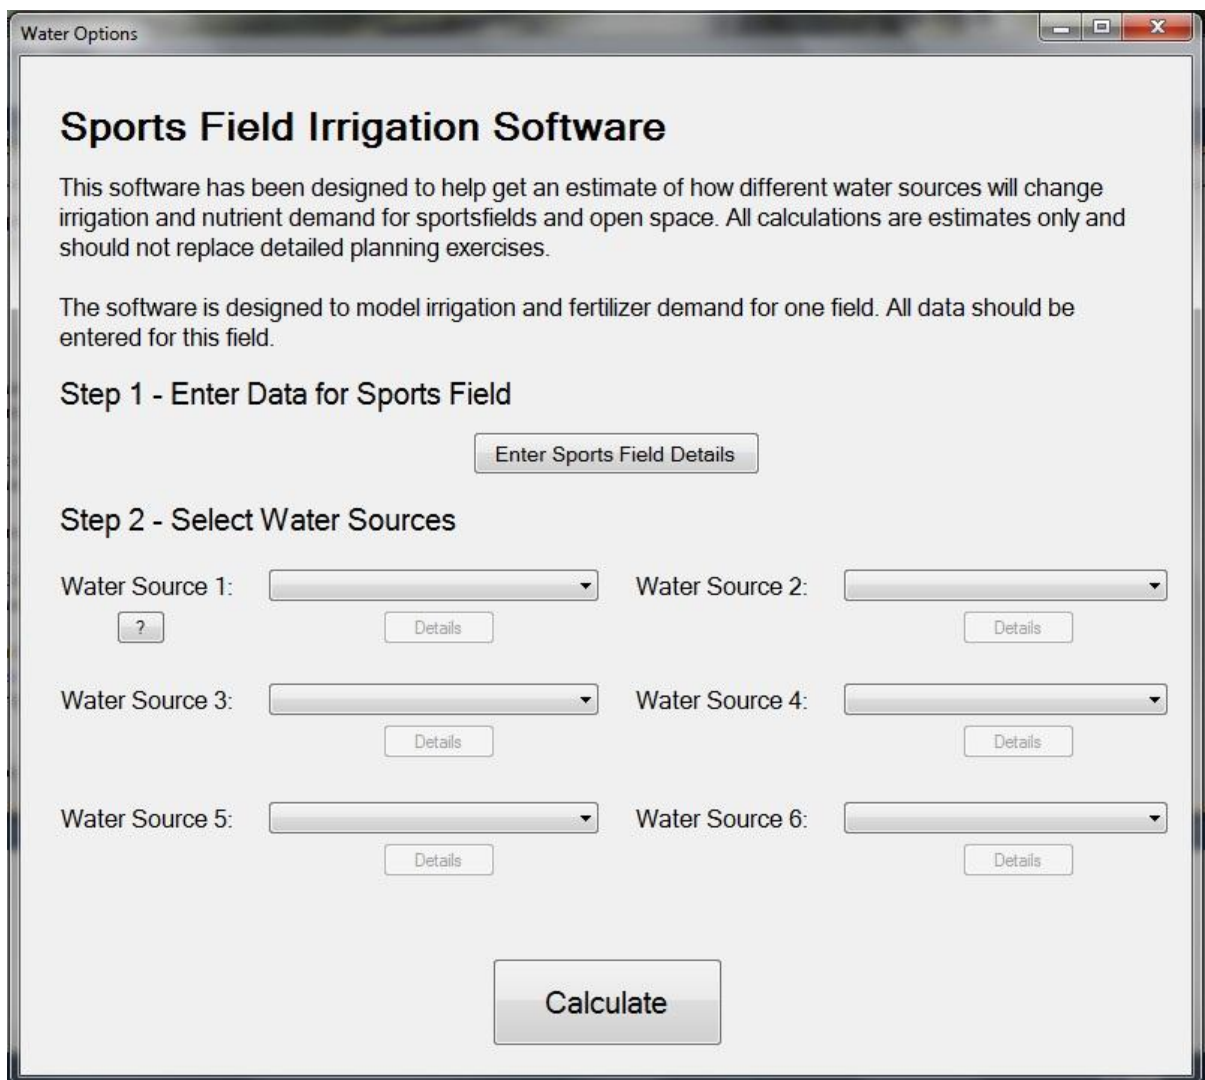 Water Options
Sports Field Irrigation Software
This software has been designed to help get an estimate of how different water sources will change
irrigation and nutrient demand for sportsfields and open space. All calculations are estimates only and
should not replace detailed planning exercises.
The software is designed to model irrigation and fertilizer demand for one field. All data should be
entered for this field.
Step 1 - Enter Data for Sports Field
Enter Sports Field Details
Step 2 - Select Water Sources
Water Source 1: Water Source 2:
? Details Details
Water Source 3: Water Source 4:
Details Details
Water Source 5: Water Source 6:
Details Details
Calculate